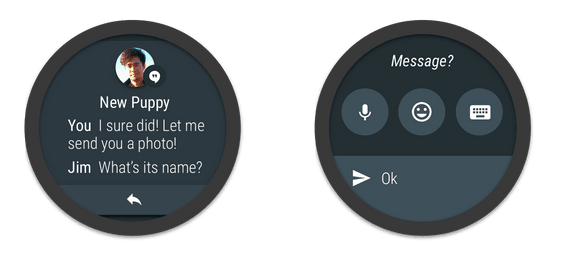 New Puppy
You I sure did! Let me
send you a photo!
Jim What's its name?
Message?
Ok